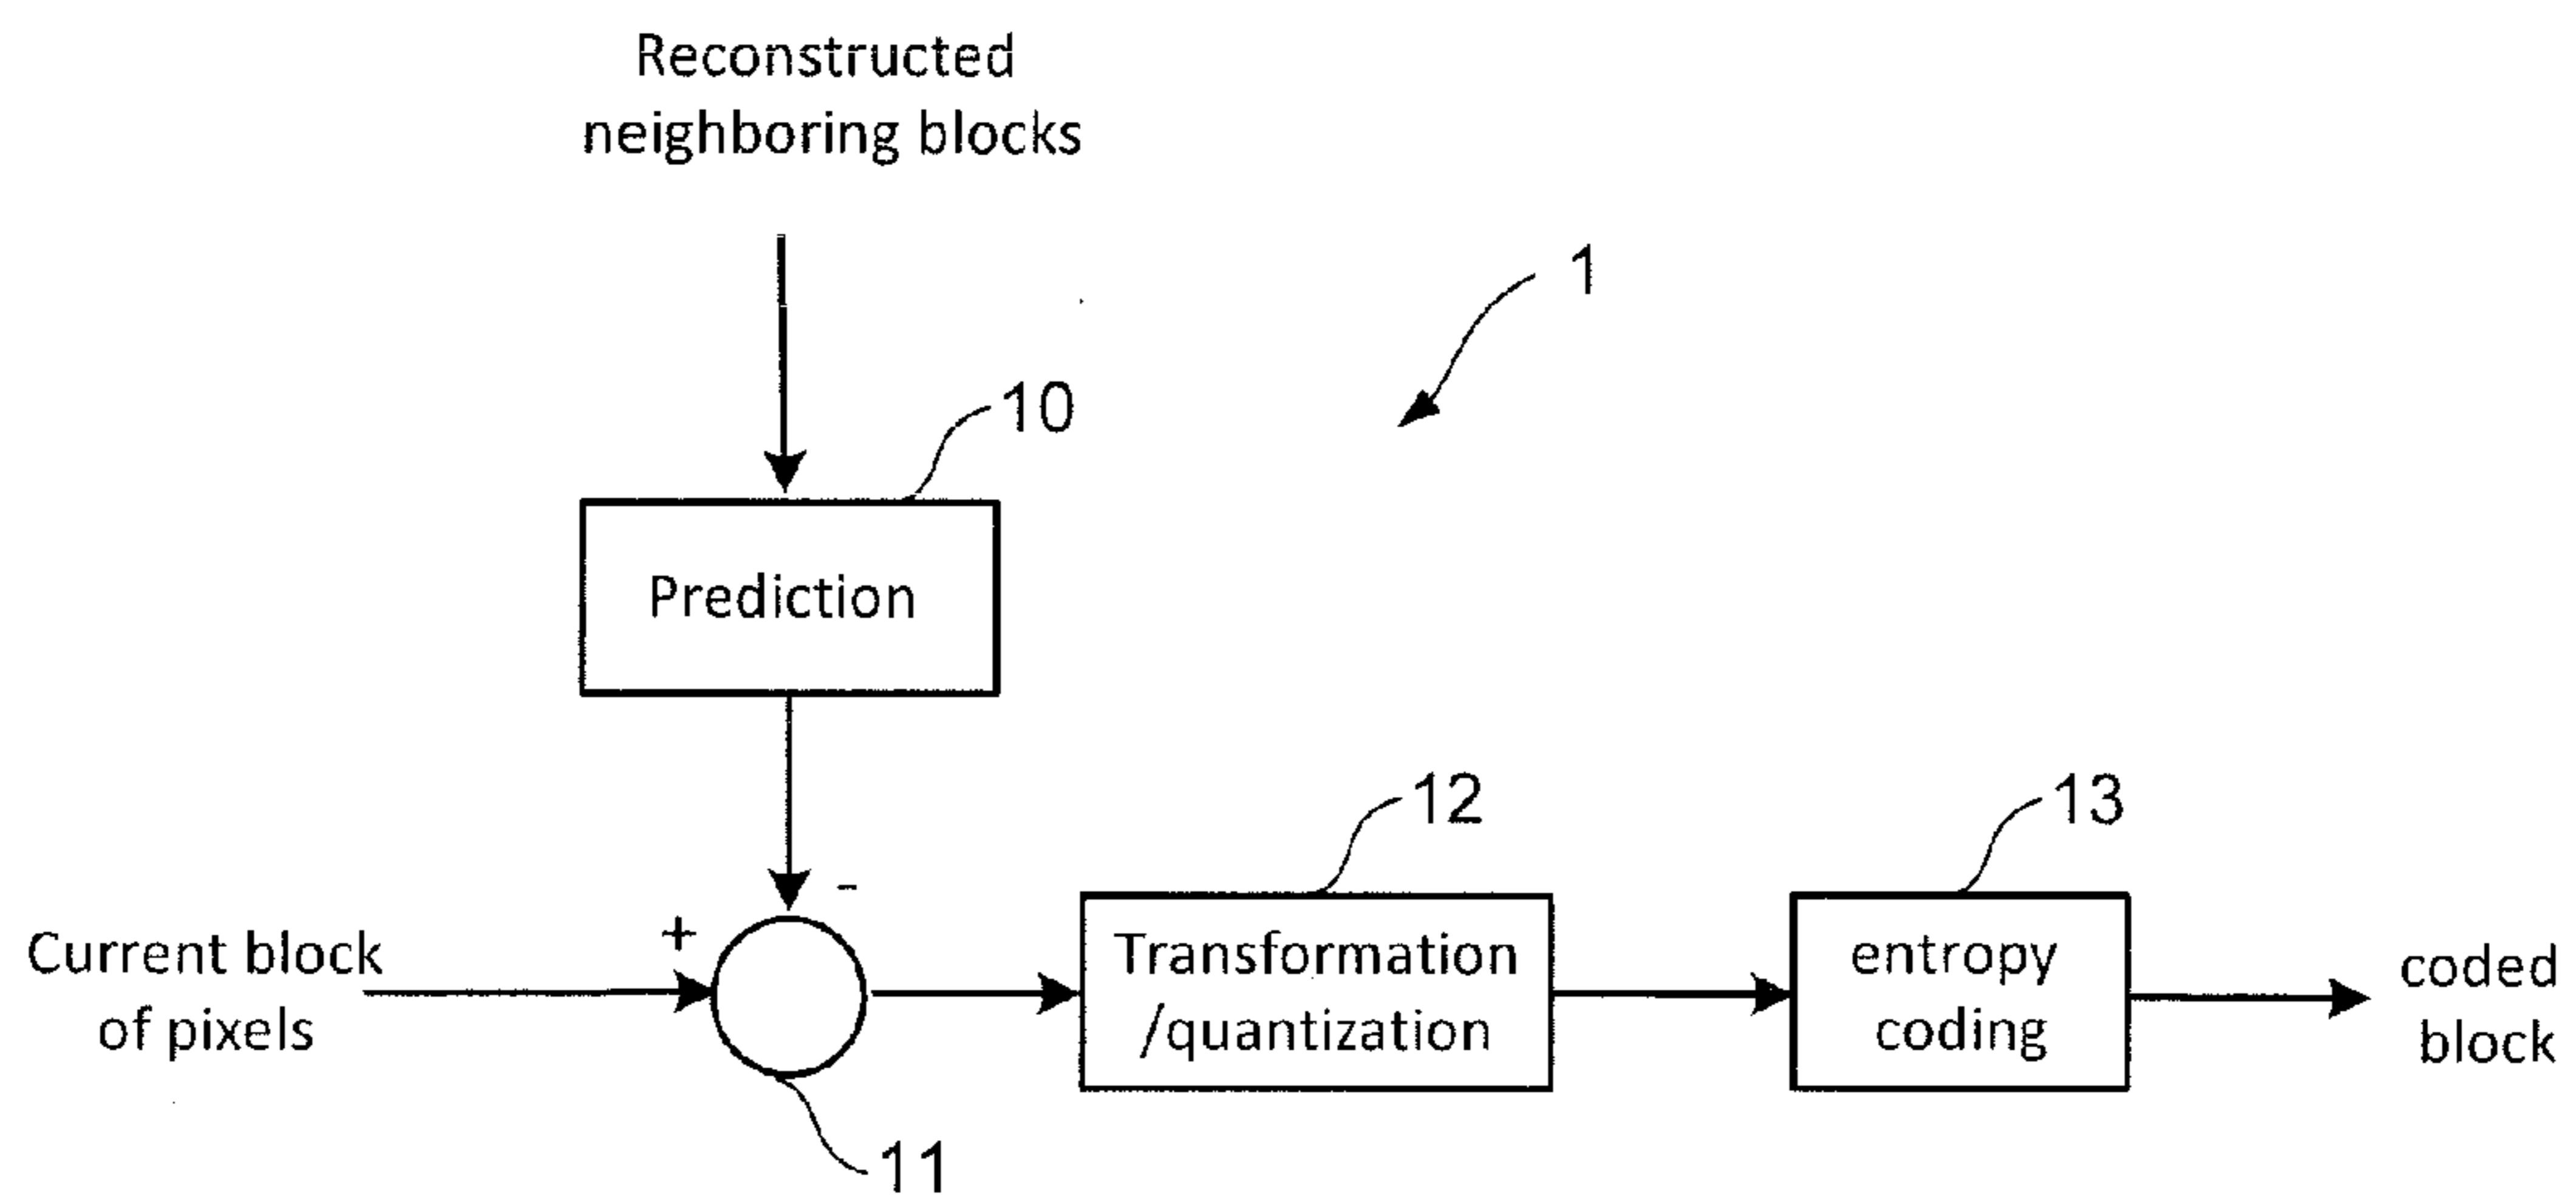 Reconstructed
neighboring blocks
1
10
Prediction
-
12
13
+
Current block
of pixels
Transformation
/quantization
entropy
coding
coded
block
11